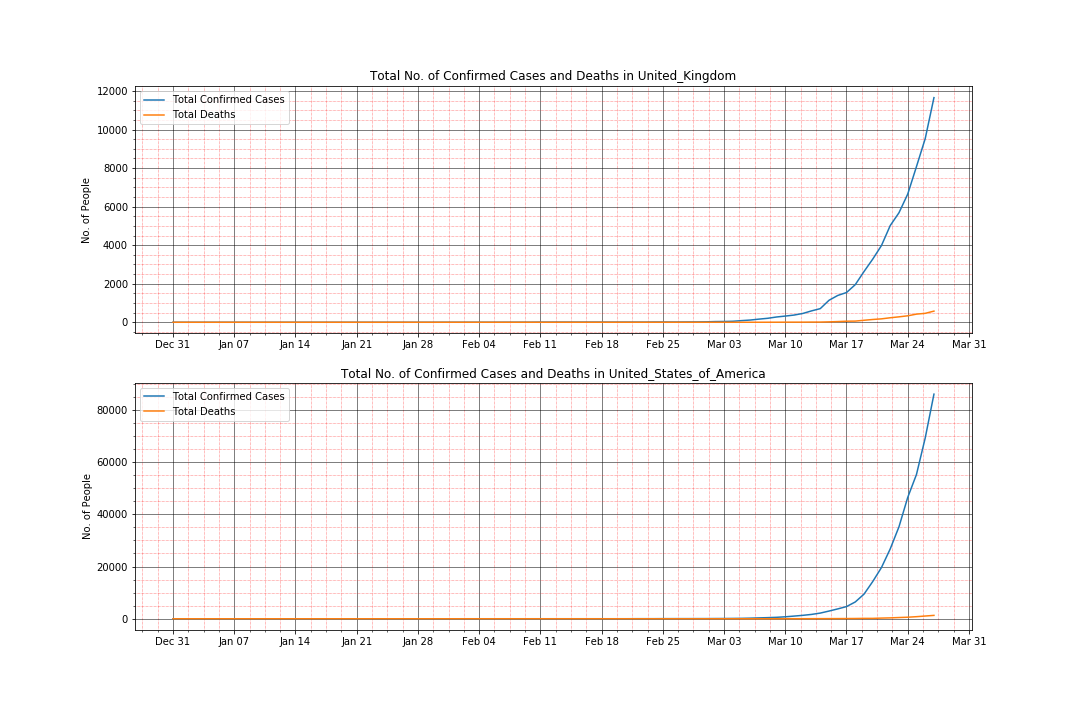 Total No. of Confirmed Cases and Deaths in United_Kingdom
12000
10000
8000
6000
4000
2000
0
No. of People
Total Confirmed Cases
Total Deaths
Dec 31 Jan 07 Jan 14 Jan 21 Jan 28 Feb 04 Feb 11 Feb 18 Feb 25 Mar 03 Mar 10 Mar 17 Mar 24 Mar 31
Total No. of Confirmed Cases and Deaths in United_States_of_America
80000
60000
40000
20000
0
No. of People
Total Confirmed Cases
Total Deaths
Dec 31 Jan 07 Jan 14 Jan 21 Jan 28 Feb 04 Feb 11 Feb 18 Feb 25 Mar 03 Mar 10 Mar 17 Mar 24 Mar 31